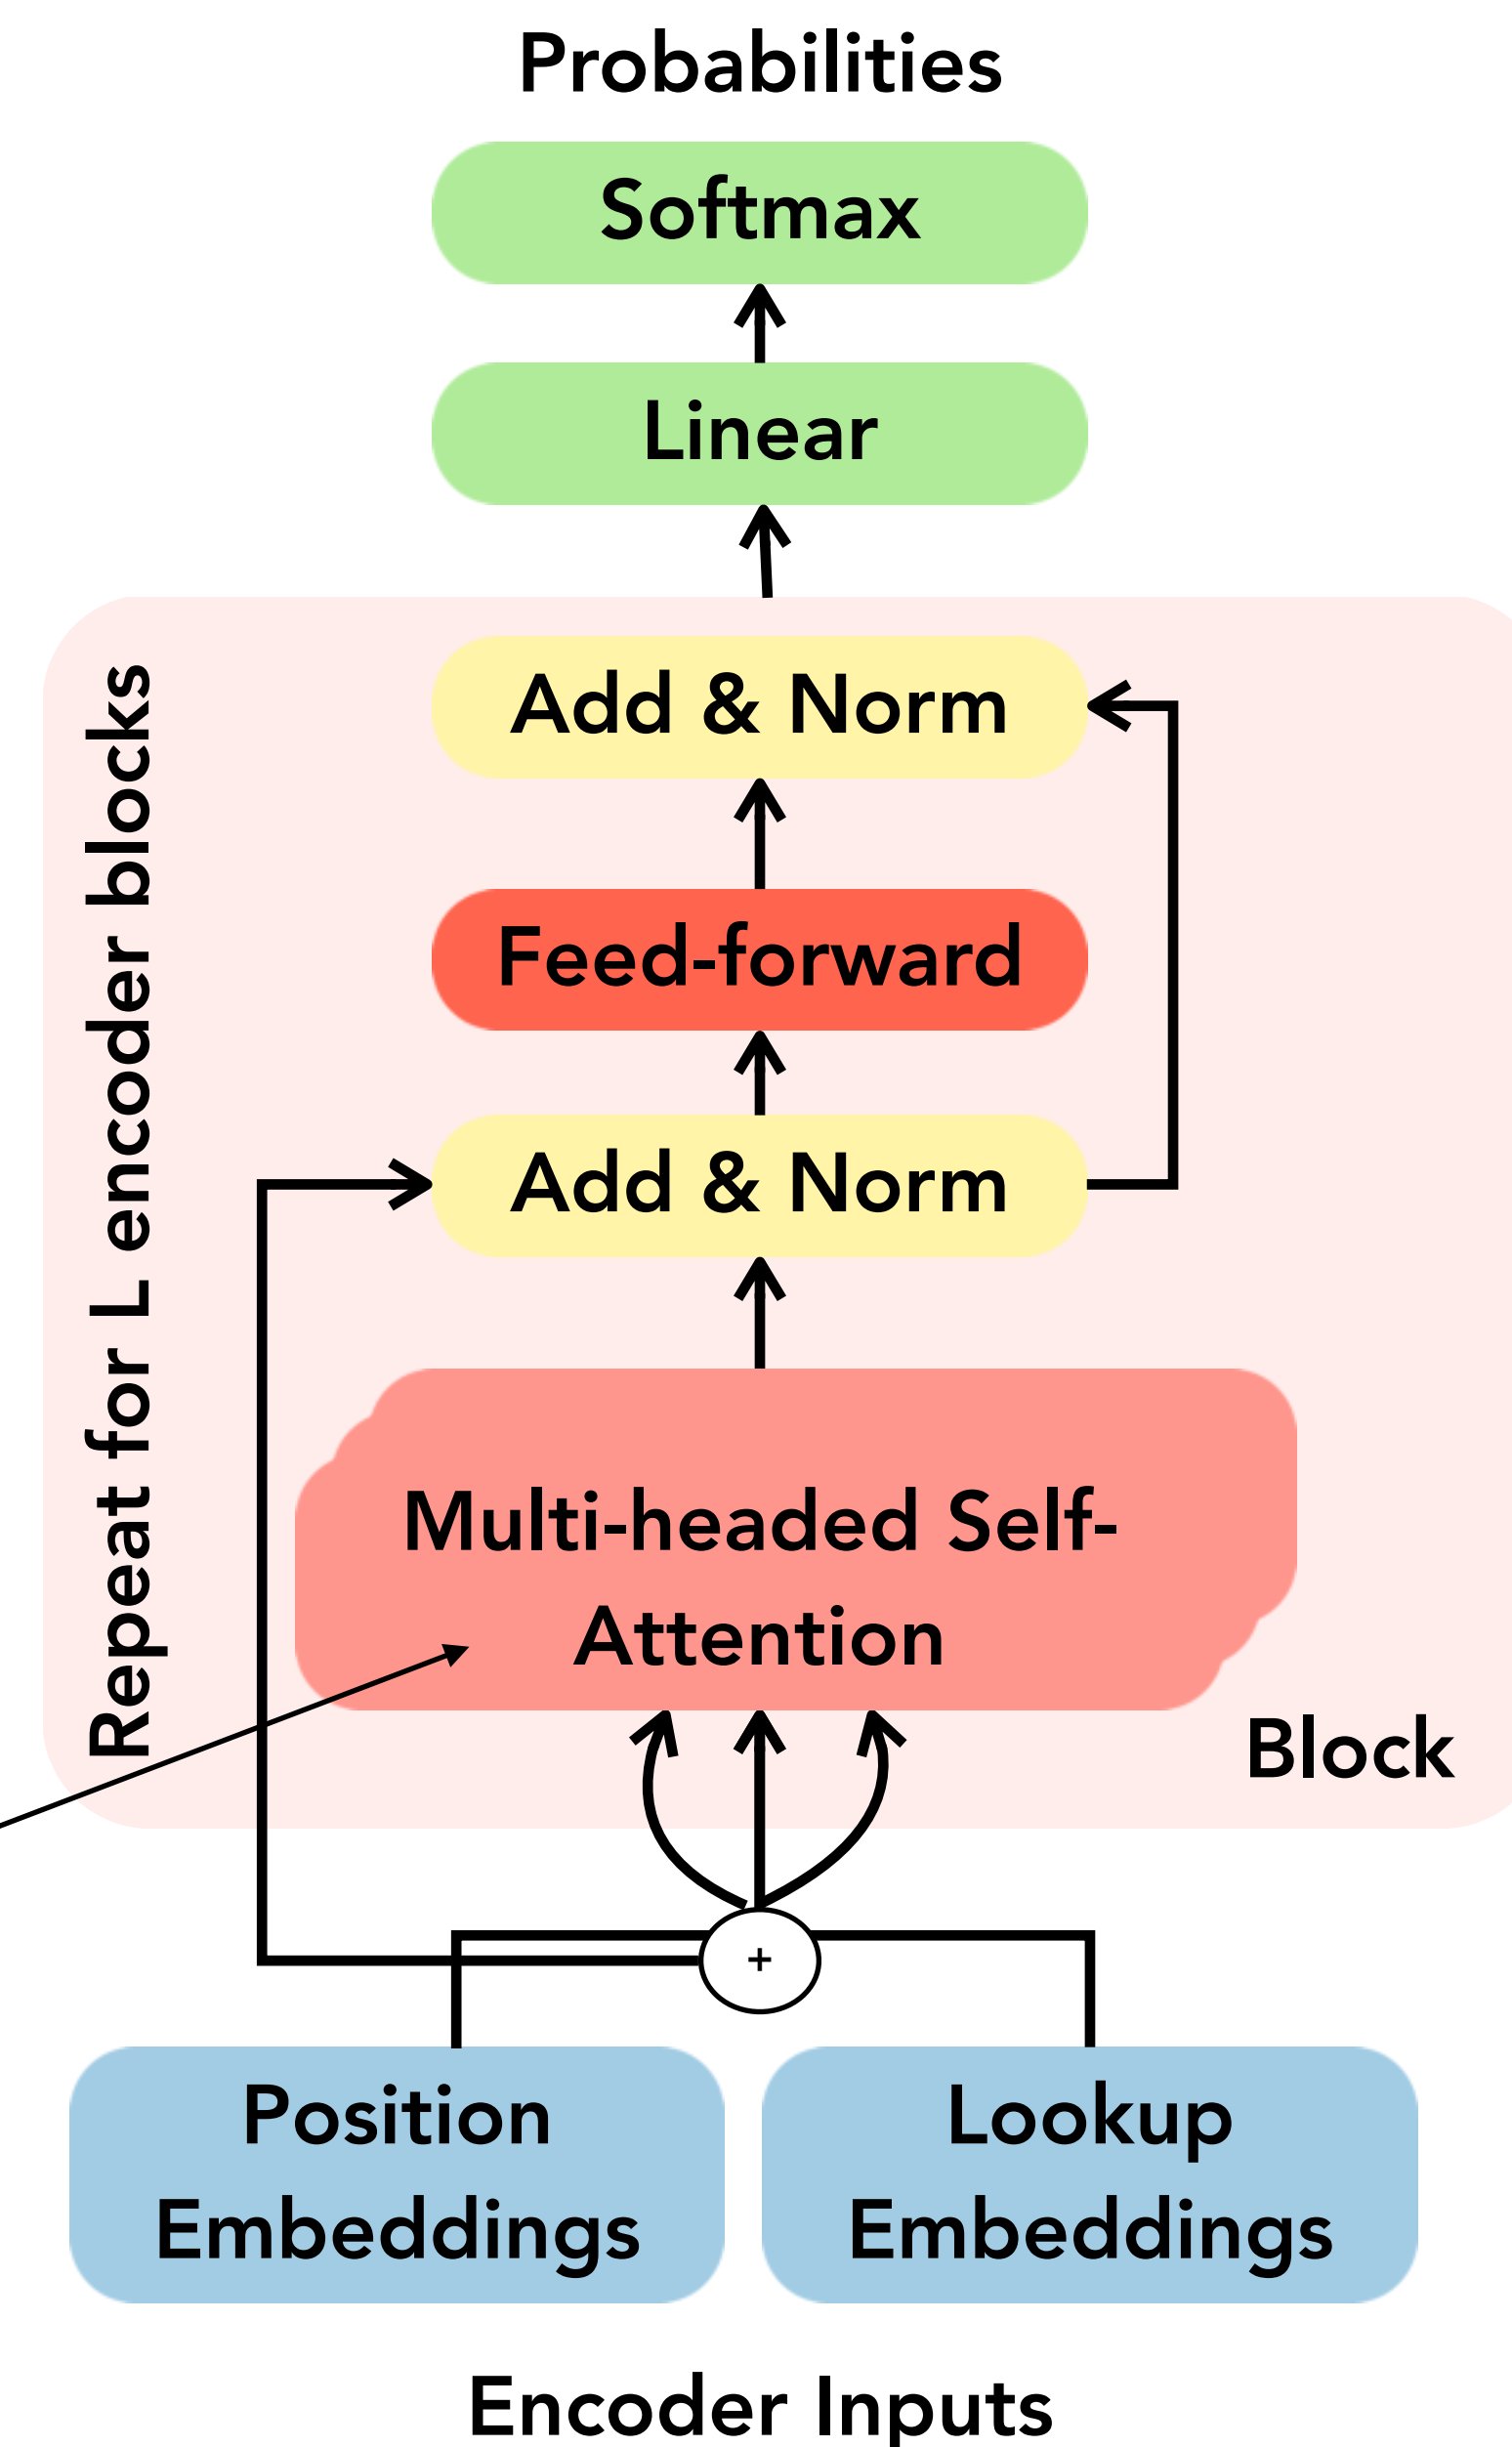 Probabilities
Softmax
Linear
Repeat for L encoder blocks
Add & Norm
Feed-forward
Add & Norm
Multi-headed Self-
Attention
Block
+
Position
Embeddings
Lookup
Embeddings
Encoder Inputs